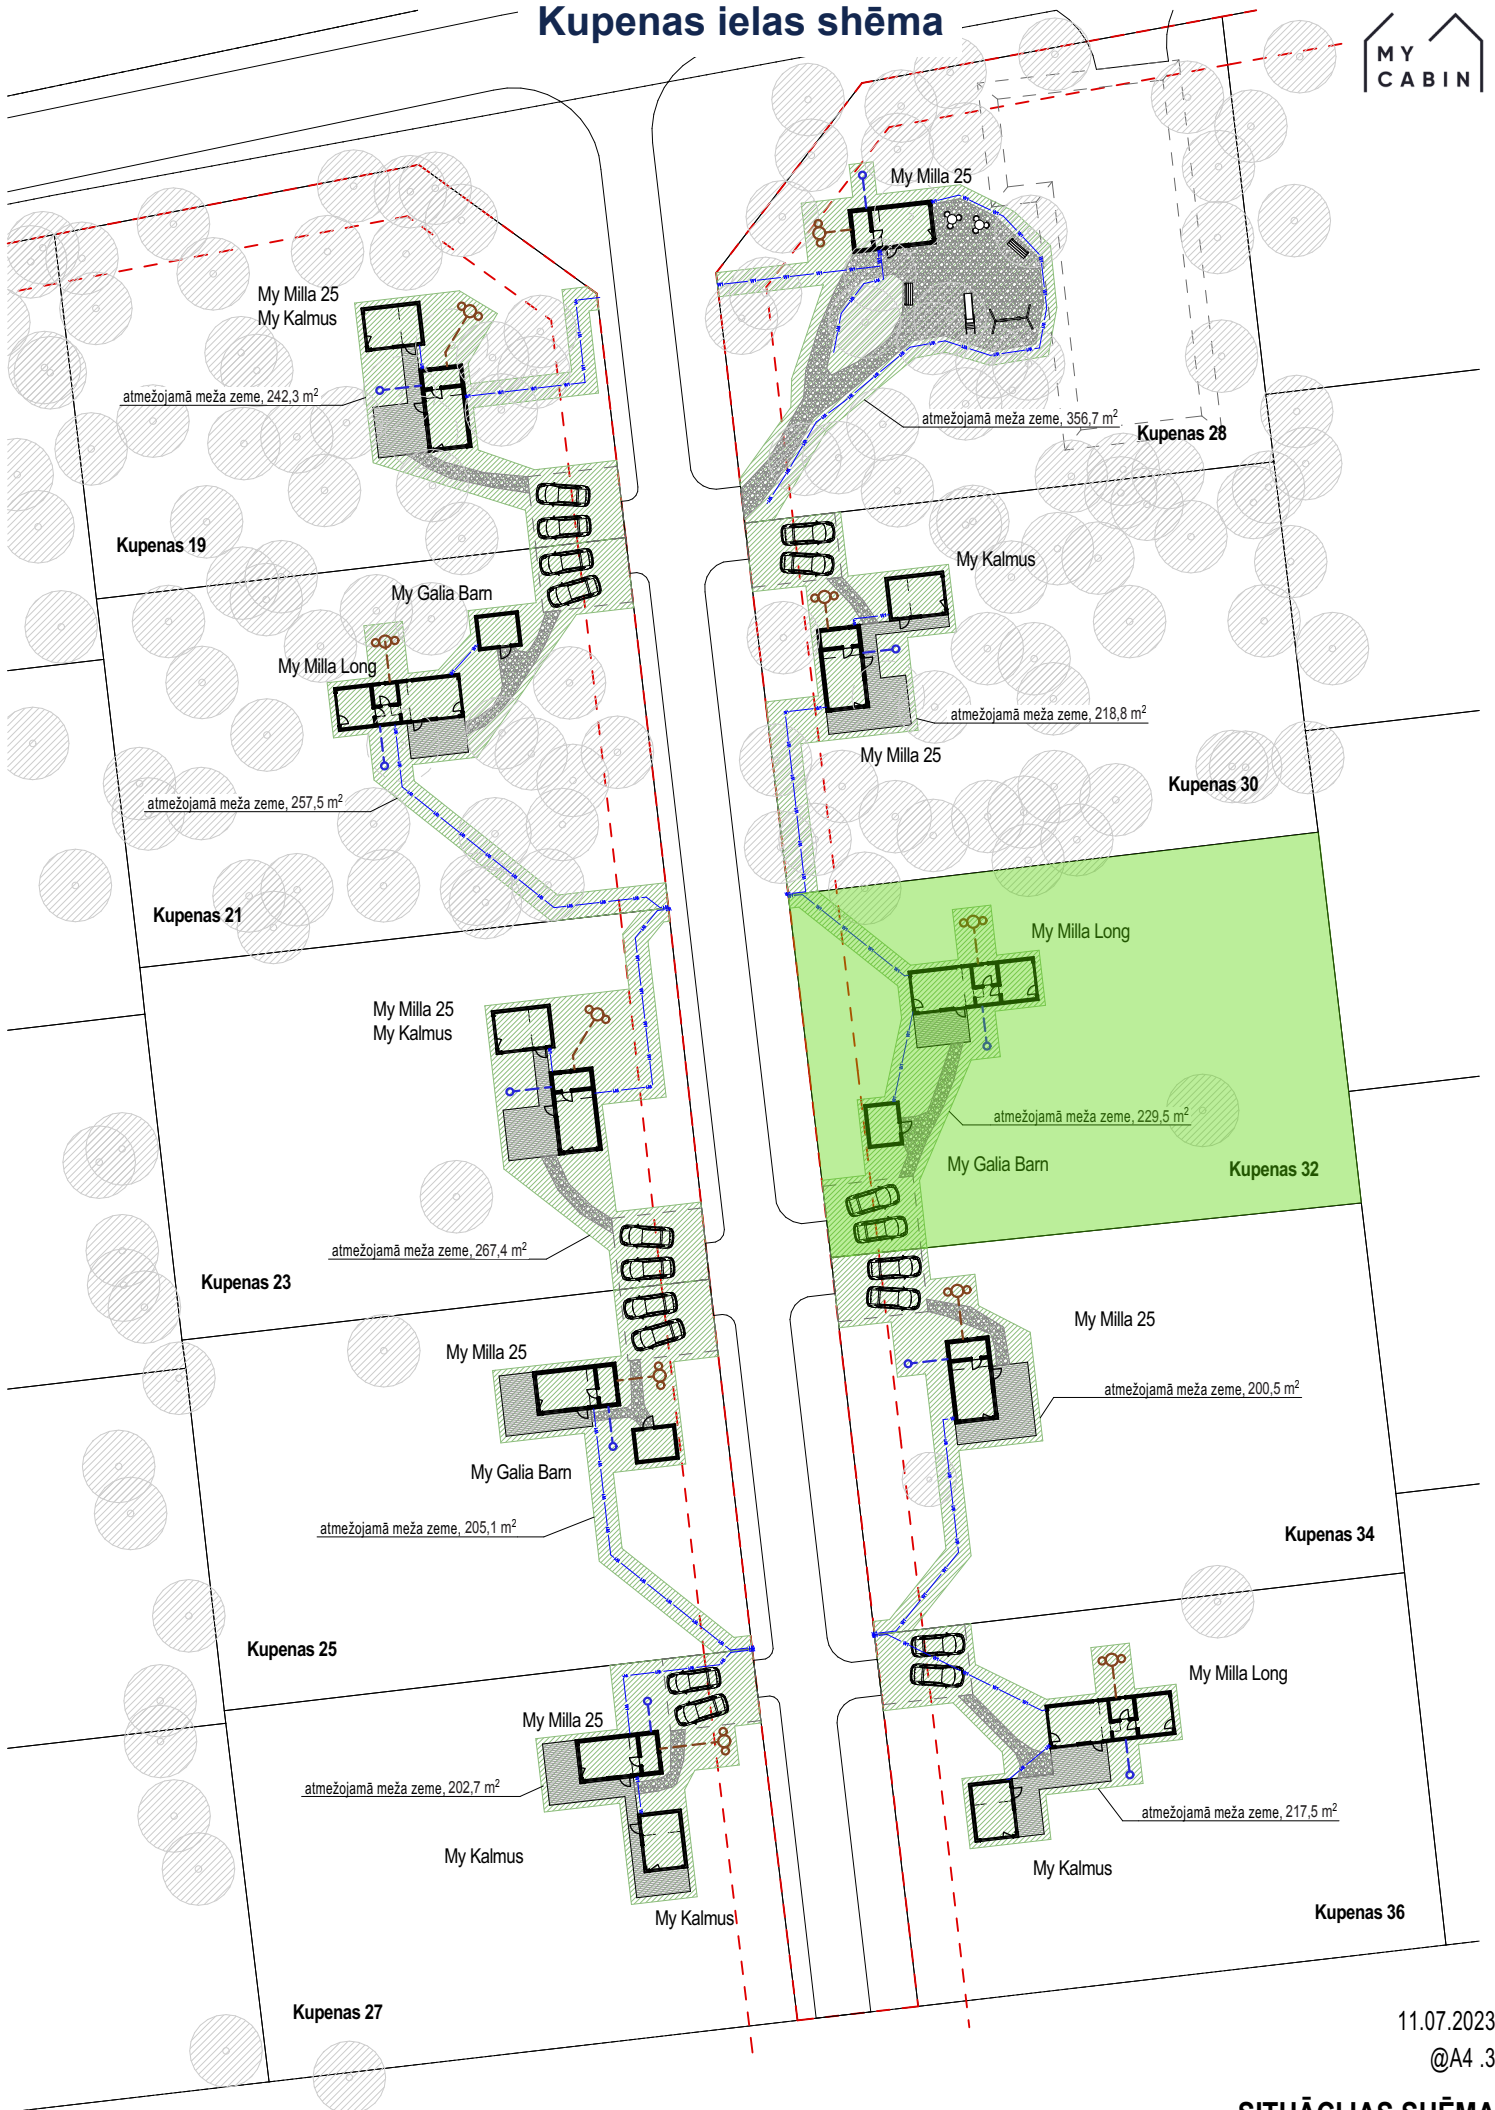 Kupenas ielas shēma
MY
CABIN
My Milla 25
My Milla 25
My Kalmus
atmežojamā meža zeme, 242,3 m²
atmežojamā meža zeme, 356,7 m²
Kupenas 28
Kupenas 19
My Kalmus
My Galia Barn
My Milla Long
atmežojamā meža zeme, 218,8 m²
My Milla 25
Kupenas 30
atmežojamā meža zeme, 257,5 m²
Kupenas 21
My Milla Long
My Milla 25
My Kalmus
atmežojamā meža zeme, 229,5 m²
My Galia Barn
Kupenas 32
atmežojamā meža zeme, 267,4 m²
Kupenas 23
My Milla 25
My Milla 25
atmežojamā meža zeme, 200,5 m²
My Galia Barn
atmežojamā meža zeme, 205,1 m²
Kupenas 34
Kupenas 25
My Milla Long
My Milla 25
atmežojamā meža zeme, 202,7 m²
atmežojamā meža zeme, 217,5 m²
My Kalmus
My Kalmus
My Kalmus
Kupenas 36
Kupenas 27
11.07.2023
@A4 .3
SITUĀCIJAS SHĒMA